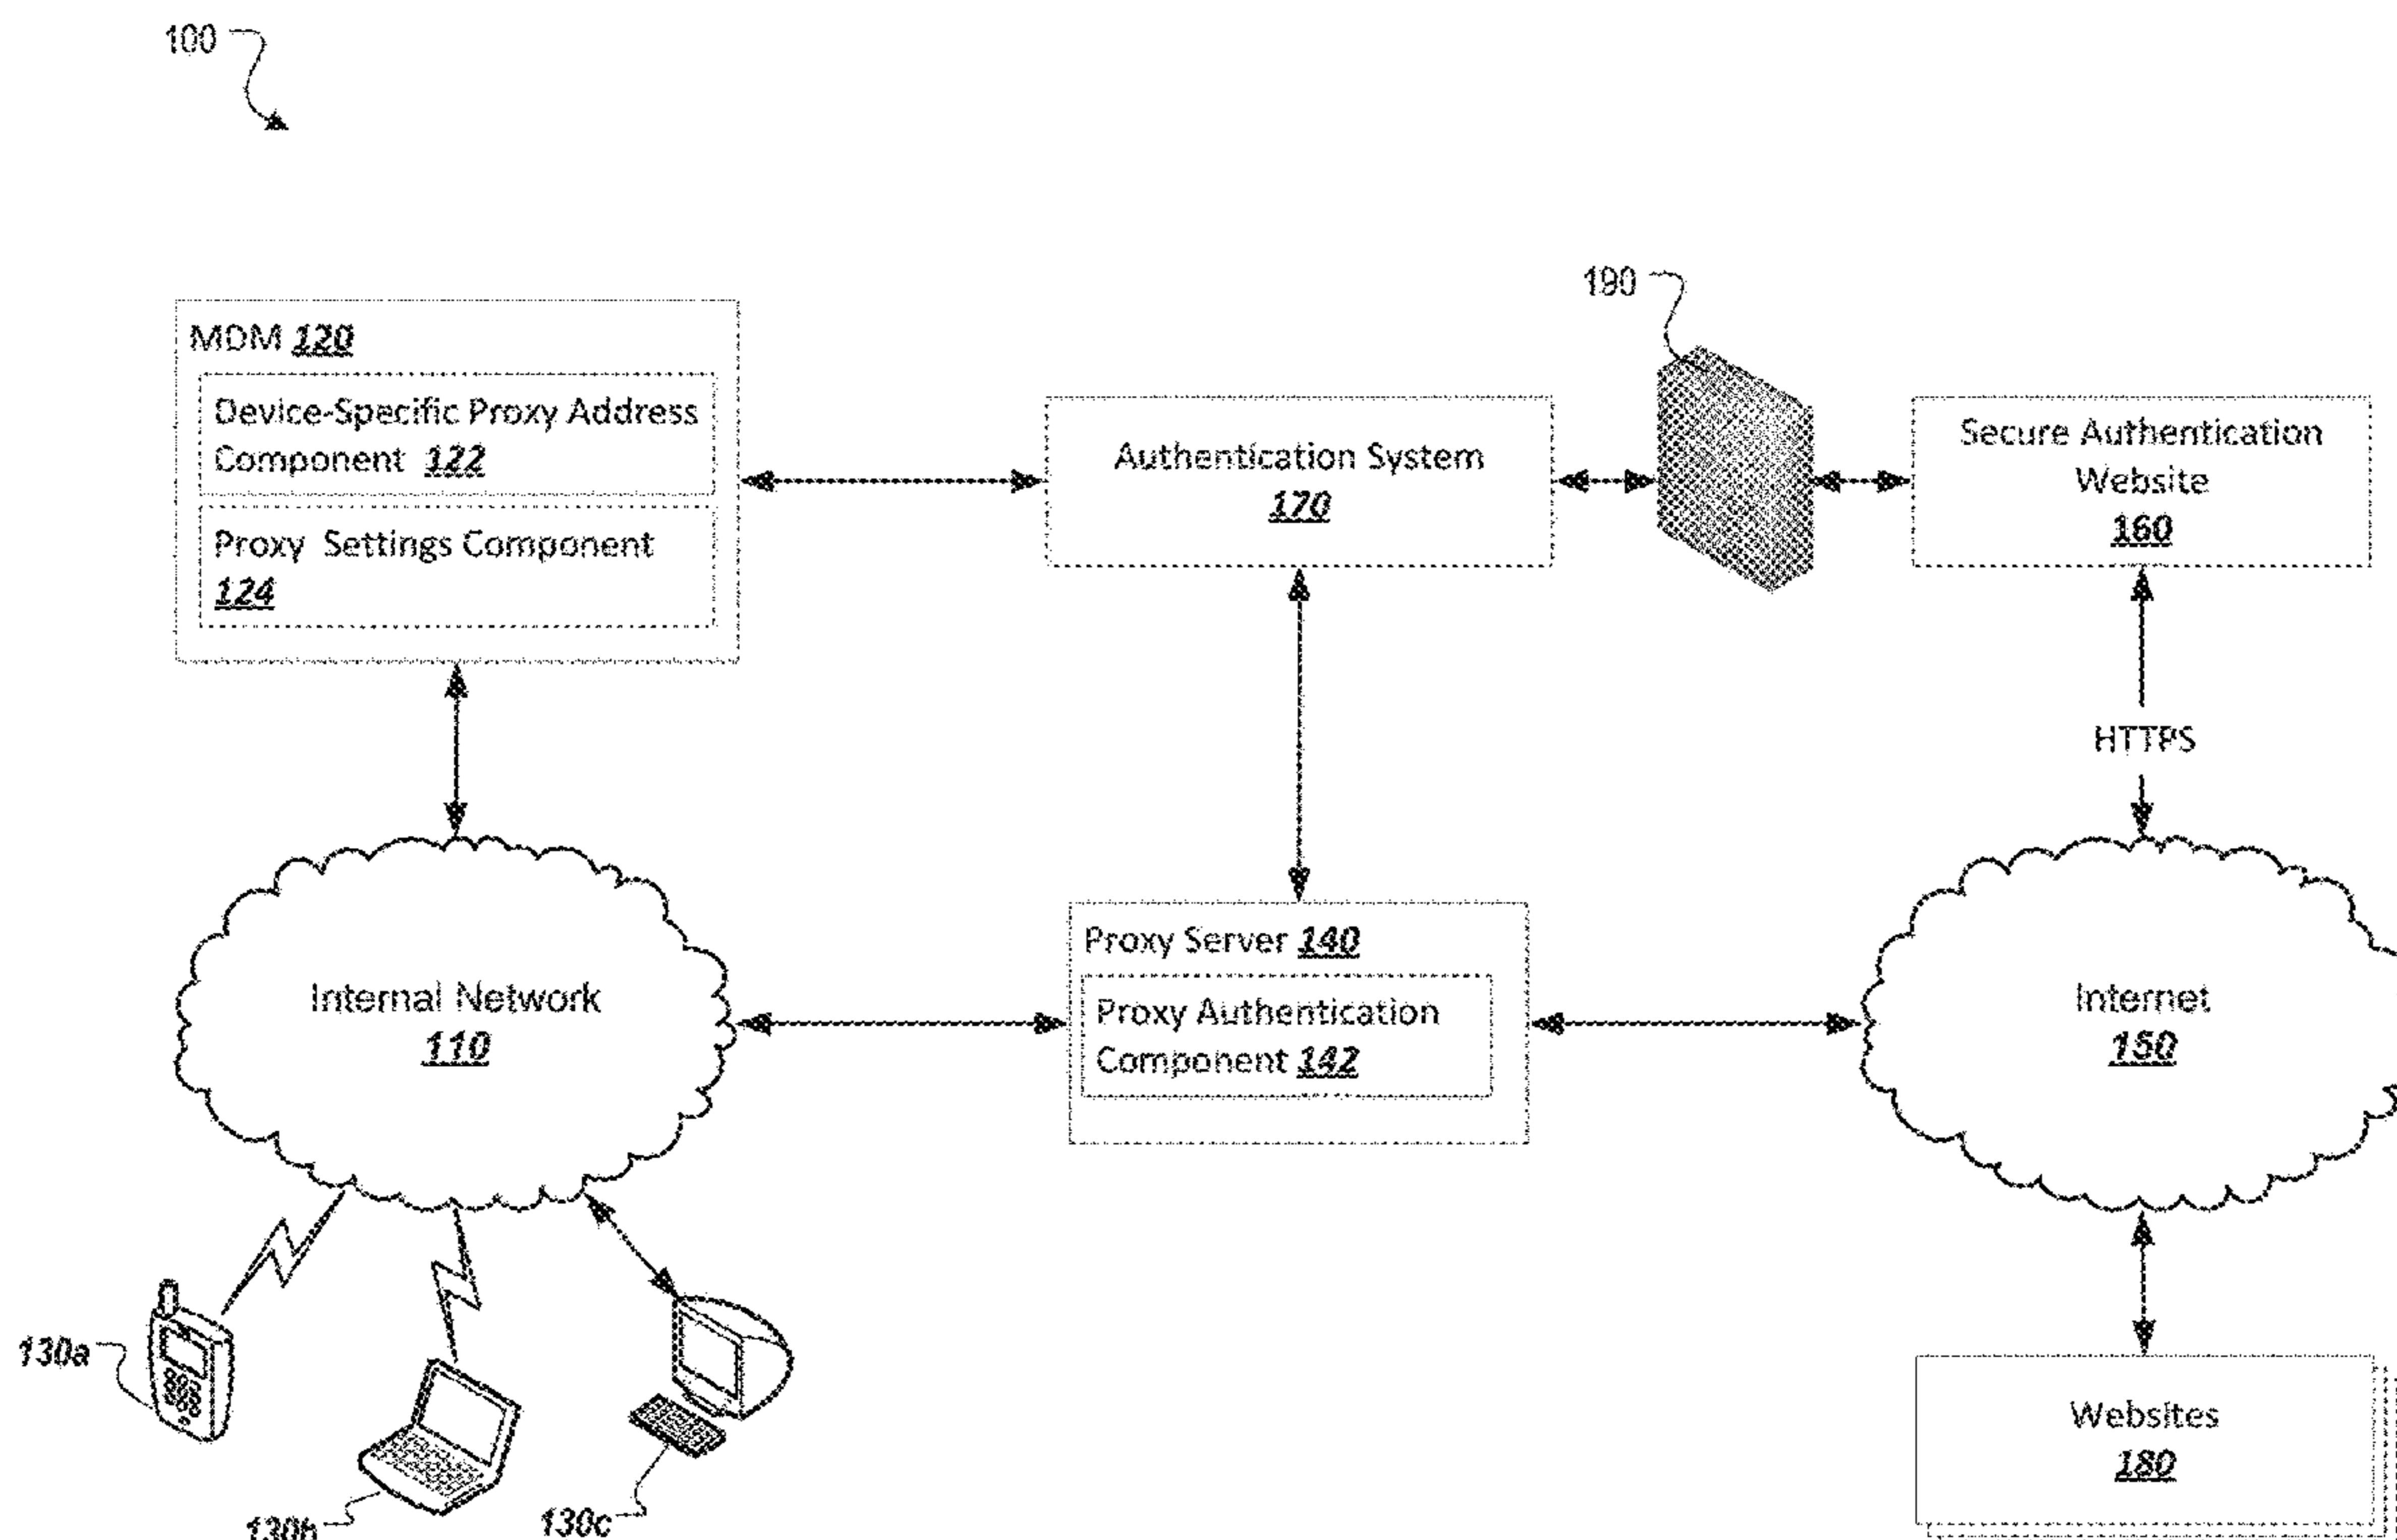 100
190
MDM 120
Device-Specific Proxy Address
Component 122
Proxy Settings Component
124
Authentication System
170
Secure Authentication
Website
160
HTTPS
Internal Network
110
Proxy Server 140
Proxy Authentication
Component 142
Internet
150
130a
130b
130c
Websites
180